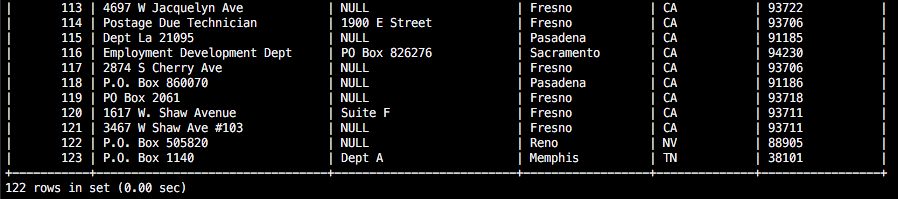 | 113 | 4697 W Jacquelyn Ave | NULL | Fresno | CA | 93722 |
| 114 | Postage Due Technician | 1900 E Street | Fresno | CA | 93706 |
| 115 | Dept La 21095 | NULL | Pasadena | CA | 91185 |
| 116 | Employment Development Dept | PO Box 826276 | Sacramento | CA | 94230 |
| 117 | 2874 S Cherry Ave | NULL | Fresno | CA | 93706 |
| 118 | P.O. Box 860070 | NULL | Pasadena | CA | 91186 |
| 119 | PO Box 2061 | NULL | Fresno | CA | 93718 |
| 120 | 1617 W. Shaw Avenue | Suite F | Fresno | CA | 93711 |
| 121 | 3467 W Shaw Ave #103 | NULL | Fresno | CA | 93711 |
| 122 | P.O. Box 505820 | NULL | Reno | NV | 88905 |
| 123 | P.O. Box 1140 | Dept A | Memphis | TN | 38101 |
122 rows in set (0.00 sec)